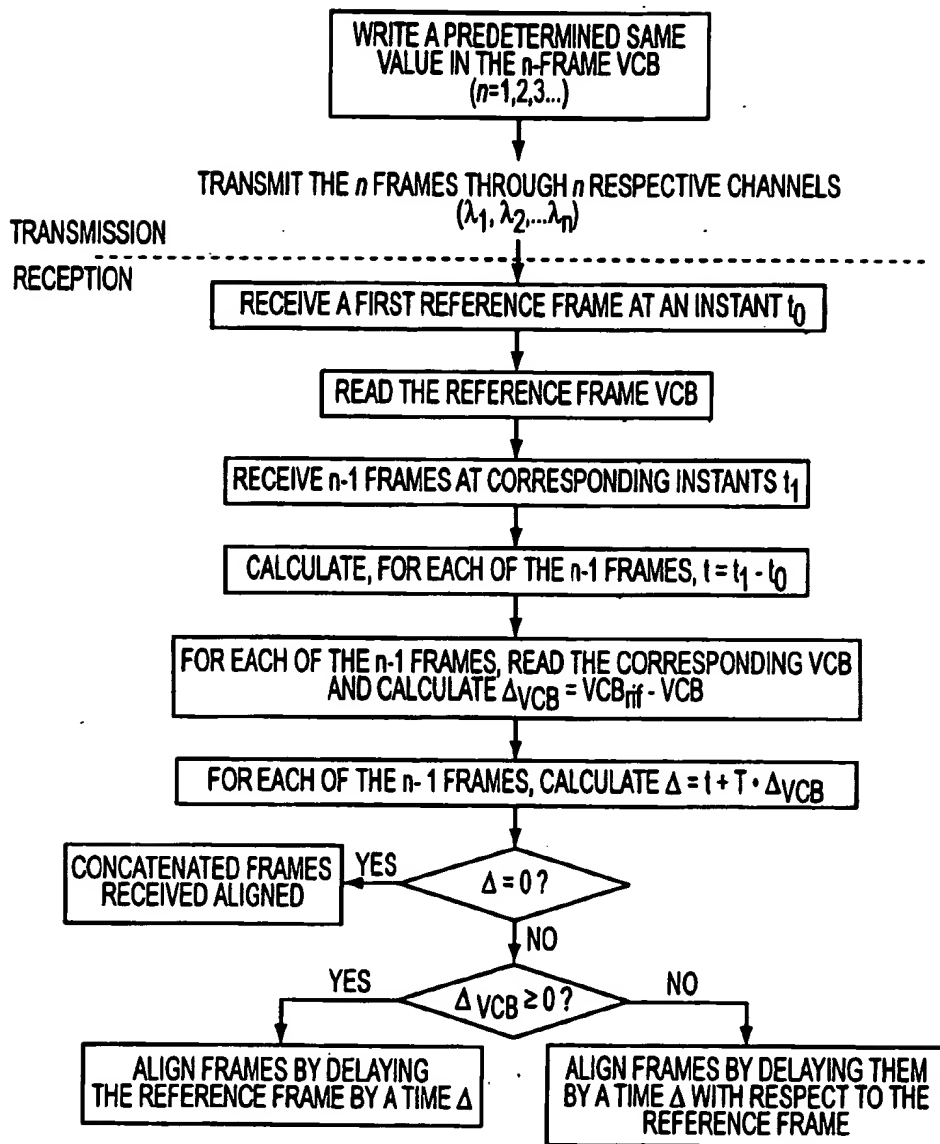 WRITE A PREDETERMINED SAME
VALUE IN THE n-FRAME VCB
(n=1,2,3...)
TRANSMIT THE n FRAMES THROUGH n RESPECTIVE CHANNELS
(λ1, λ2,...λn)
TRANSMISSION
RECEPTION
RECEIVE A FIRST REFERENCE FRAME AT AN INSTANT t0
READ THE REFERENCE FRAME VCB
RECEIVE n-1 FRAMES AT CORRESPONDING INSTANTS t1
CALCULATE, FOR EACH OF THE n-1 FRAMES, t = t1 - t0
FOR EACH OF THE n-1 FRAMES, READ THE CORRESPONDING VCB
AND CALCULATE ΔVCB = VCBrif - VCB
FOR EACH OF THE n- 1 FRAMES, CALCULATE Δ = t + T • ΔVCB
CONCATENATED FRAMES
RECEIVED ALIGNED
YES
Δ = 0 ?
NO
YES
ΔVCB ≥ 0 ?
NO
ALIGN FRAMES BY DELAYING
THE REFERENCE FRAME BY A TIME Δ
ALIGN FRAMES BY DELAYING THEM
BY A TIME Δ WITH RESPECT TO THE
REFERENCE FRAME